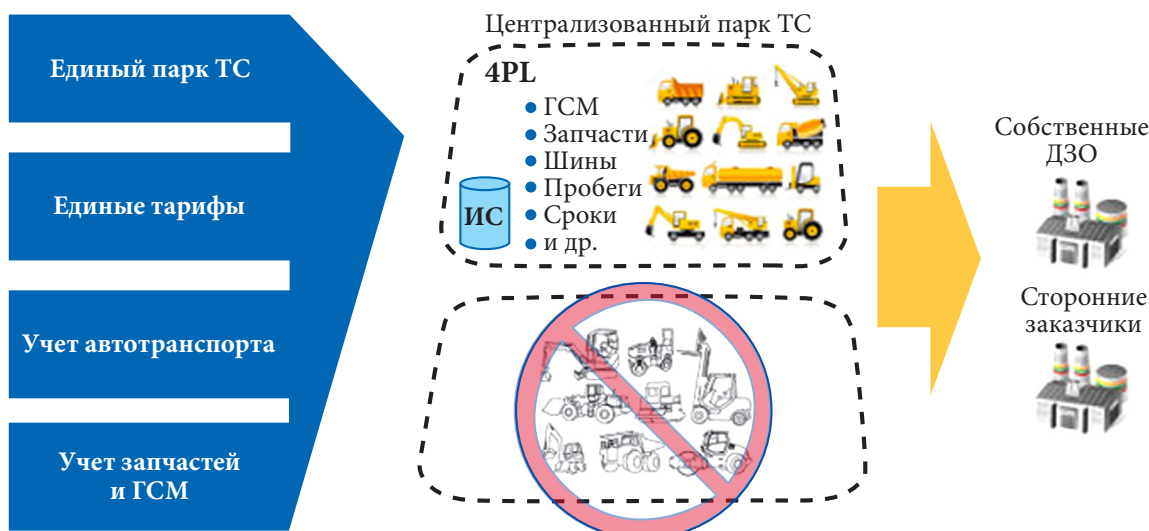 Единый парк ТС
Единые тарифы
Учет автотранспорта
Учет запчастей
и ГСМ
Централизованный парк ТС
4PL
• ГСМ
• Запчасти
• Шины
• Пробеги
• Сроки
• и др.
ИС
Собственные
ДЗО
Сторонние
заказчики